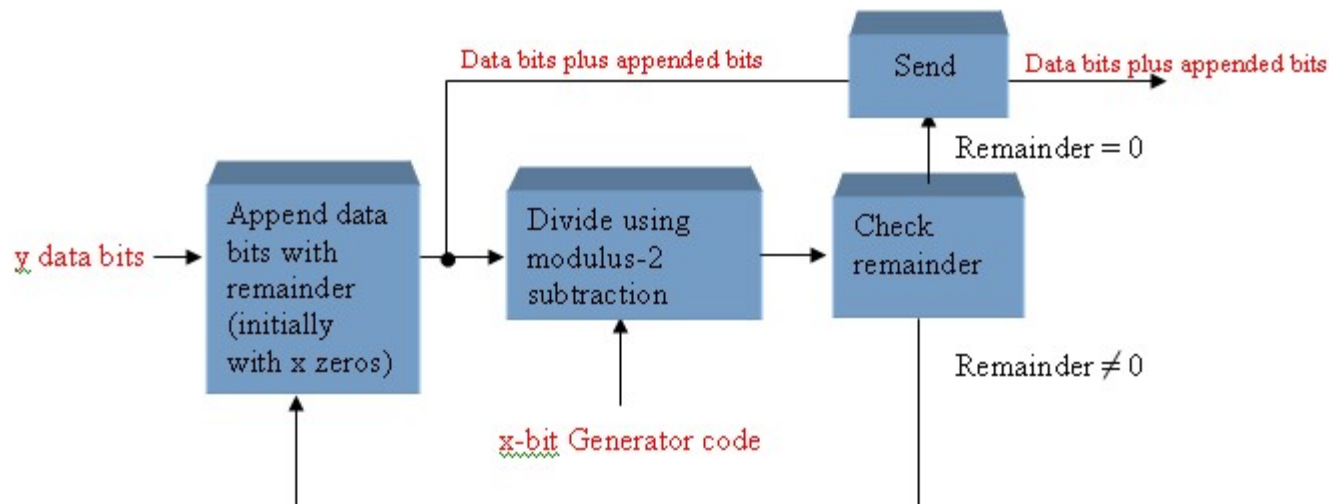 Data bits plus appended bits
Send
Data bits plus appended bits
Remainder = 0
y data bits
Append data
bits with
remainder
(initially
with x zeros)
Divide using
modulus-2
subtraction
Check
remainder
Remainder ≠ 0
x-bit Generator code